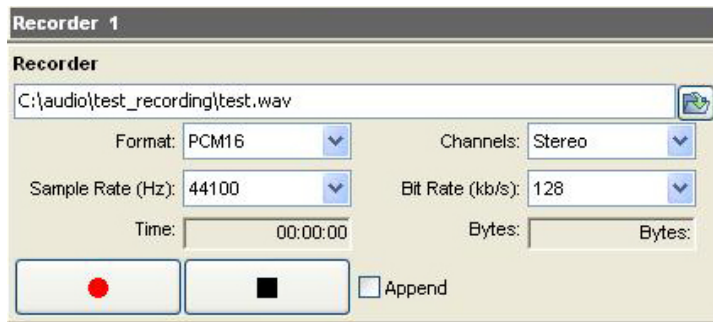 Recorder 1
Recorder
C:\audio\test_recording\test.wav
Format: PCM16 Channels: Stereo
Sample Rate (Hz): 44100 Bit Rate (kb/s): 128
Time: 00:00:00 Bytes: Bytes:
Append